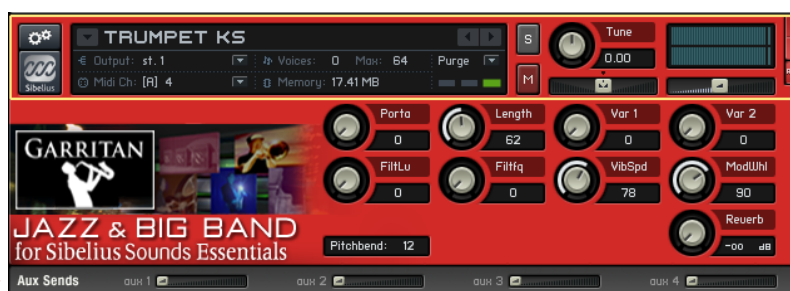 TRUMPET KS
Output: st. 1 Voices: 0 Max: 64 Purge
Midi Ch: [A] 4 Memory: 17.41 MB
Sibelius
S
M
Tune
0.00
Porta
0
Length
62
Var 1
0
Var 2
0
FiltLv
0
Filtfq
0
VibSpd
78
ModWhl
90
Reverb
-oo dB
Pitchbend: 12
GARRITAN
JAZZ & BIG BAND
for Sibelius Sounds Essentials
Aux Sends aux 1 aux 2 aux 3 aux 4